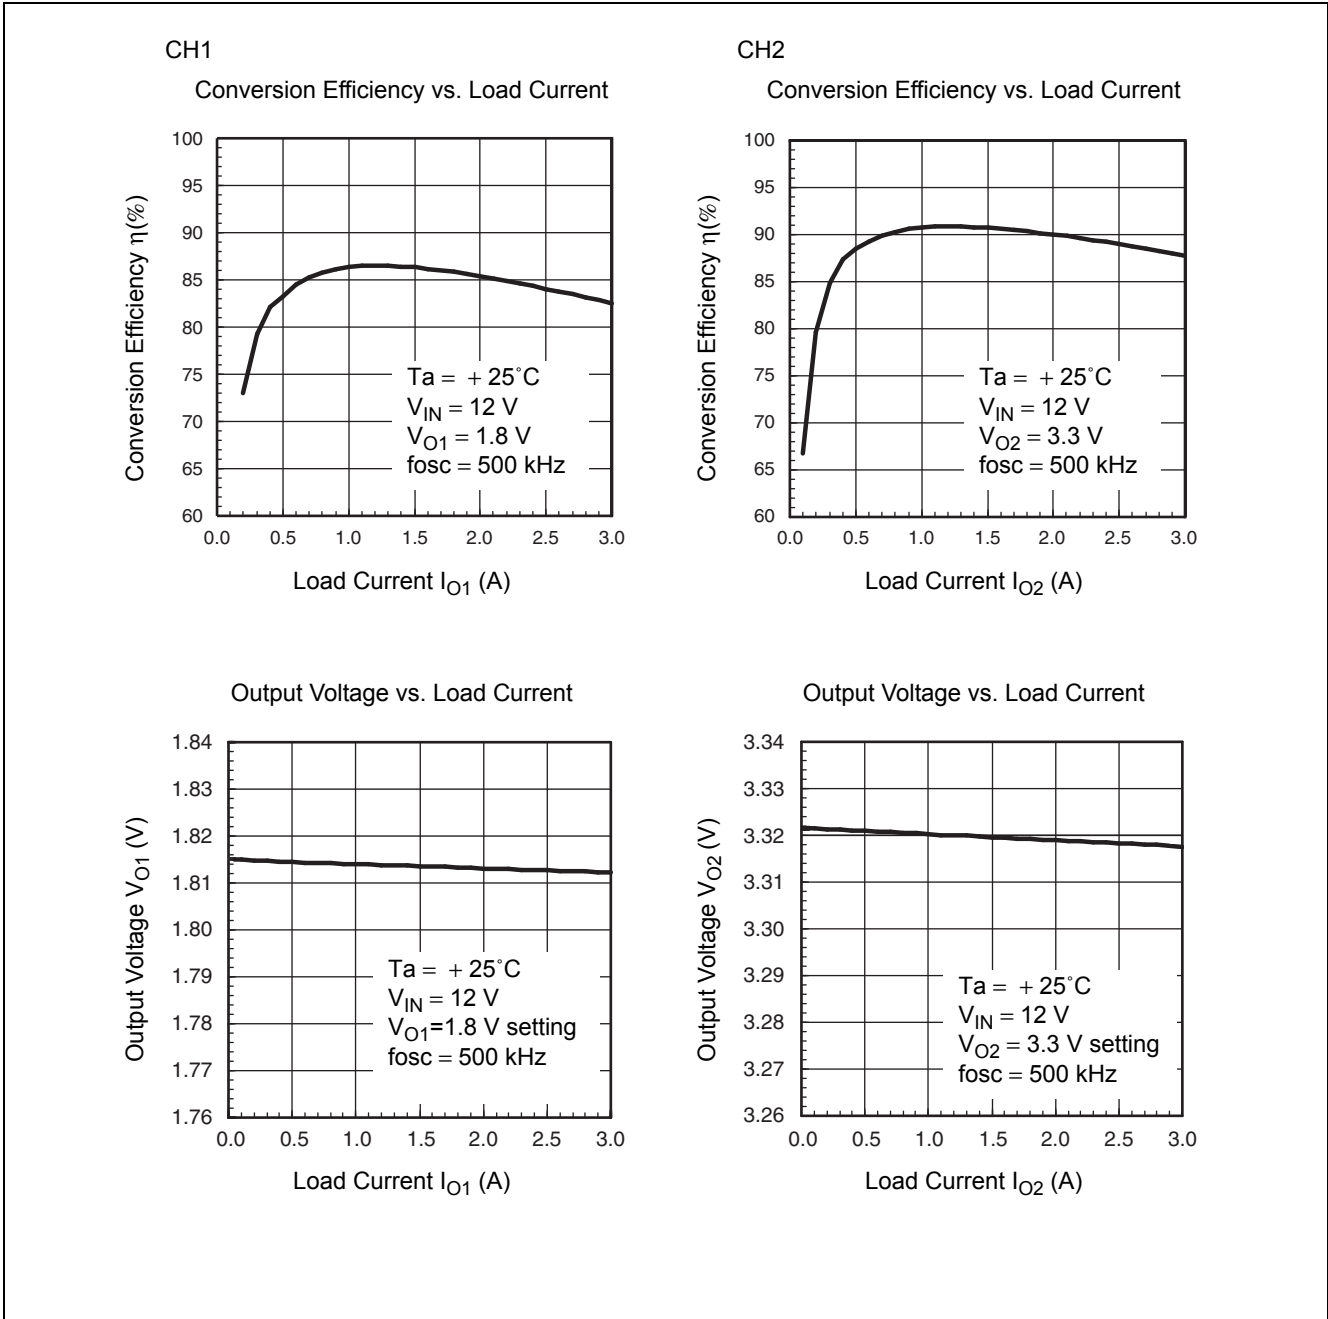 CH1
Conversion Efficiency vs. Load Current
Conversion Efficiency η(%)
100
95
90
85
80
75
70
65
60
0.0 0.5 1.0 1.5 2.0 2.5 3.0
Ta = + 25˚C
VIN = 12 V
VO1 = 1.8 V
fosc = 500 kHz
Load Current IO1 (A)
CH2
Conversion Efficiency vs. Load Current
Conversion Efficiency η(%)
100
95
90
85
80
75
70
65
60
0.0 0.5 1.0 1.5 2.0 2.5 3.0
Ta = + 25˚C
VIN = 12 V
VO2 = 3.3 V
fosc = 500 kHz
Load Current IO2 (A)
Output Voltage vs. Load Current
Output Voltage VO1 (V)
1.84
1.83
1.82
1.81
1.80
1.79
1.78
1.77
1.76
0.0 0.5 1.0 1.5 2.0 2.5 3.0
Ta = + 25˚C
VIN = 12 V
VO1=1.8 V setting
fosc = 500 kHz
Load Current IO1 (A)
Output Voltage vs. Load Current
Output Voltage VO2 (V)
3.34
3.33
3.32
3.31
3.30
3.29
3.28
3.27
3.26
0.0 0.5 1.0 1.5 2.0 2.5 3.0
Ta = + 25˚C
VIN = 12 V
VO2 = 3.3 V setting
fosc = 500 kHz
Load Current IO2 (A)